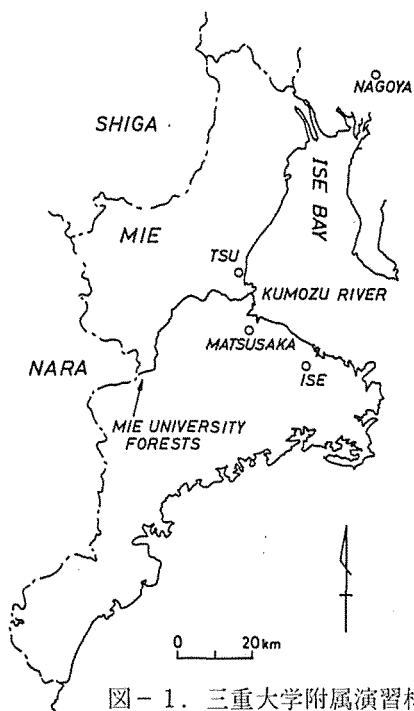 NAGOYA
SHIGA
ISE BAY
MIE
TSU
KUMOZU RIVER
MATSUSAKA
NARA
ISE
MIE UNIVERSITY
FORESTS
0 20km
図-1. 三重大学附属演習林